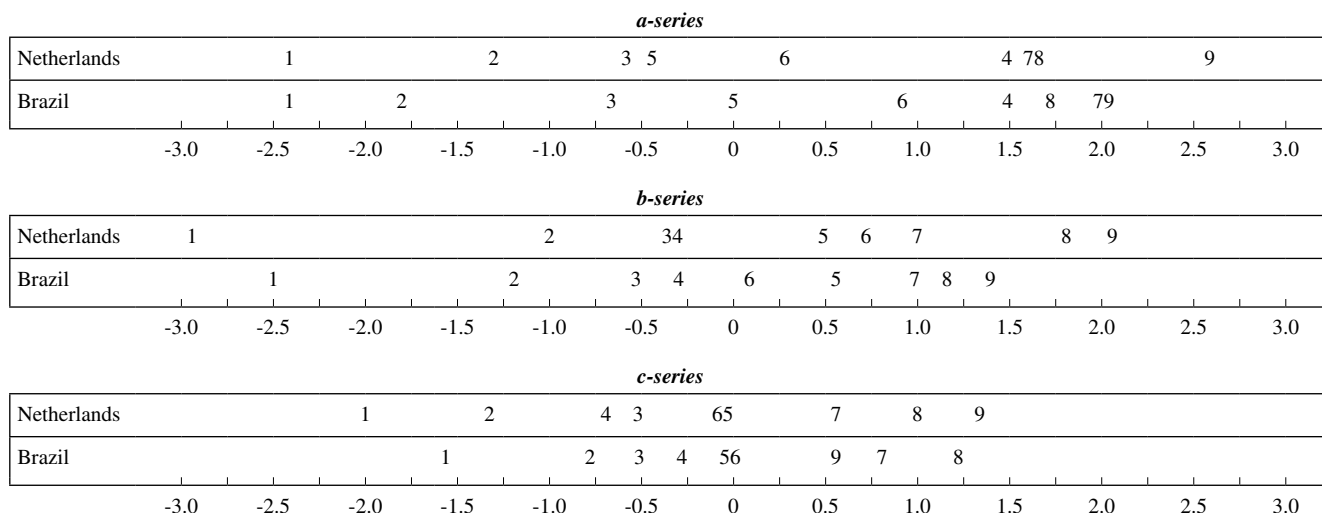 a-series
Netherlands 1 2 3 5 6 4 78 9
Brazil 1 2 3 5 6 4 8 79
-3.0 -2.5 -2.0 -1.5 -1.0 -0.5 0 0.5 1.0 1.5 2.0 2.5 3.0
b-series
Netherlands 1 2 34 5 6 7 8 9
Brazil 1 2 3 4 6 5 7 8 9
-3.0 -2.5 -2.0 -1.5 -1.0 -0.5 0 0.5 1.0 1.5 2.0 2.5 3.0
c-series
Netherlands 1 2 4 3 65 7 8 9
Brazil 1 2 3 4 56 9 7 8
-3.0 -2.5 -2.0 -1.5 -1.0 -0.5 0 0.5 1.0 1.5 2.0 2.5 3.0